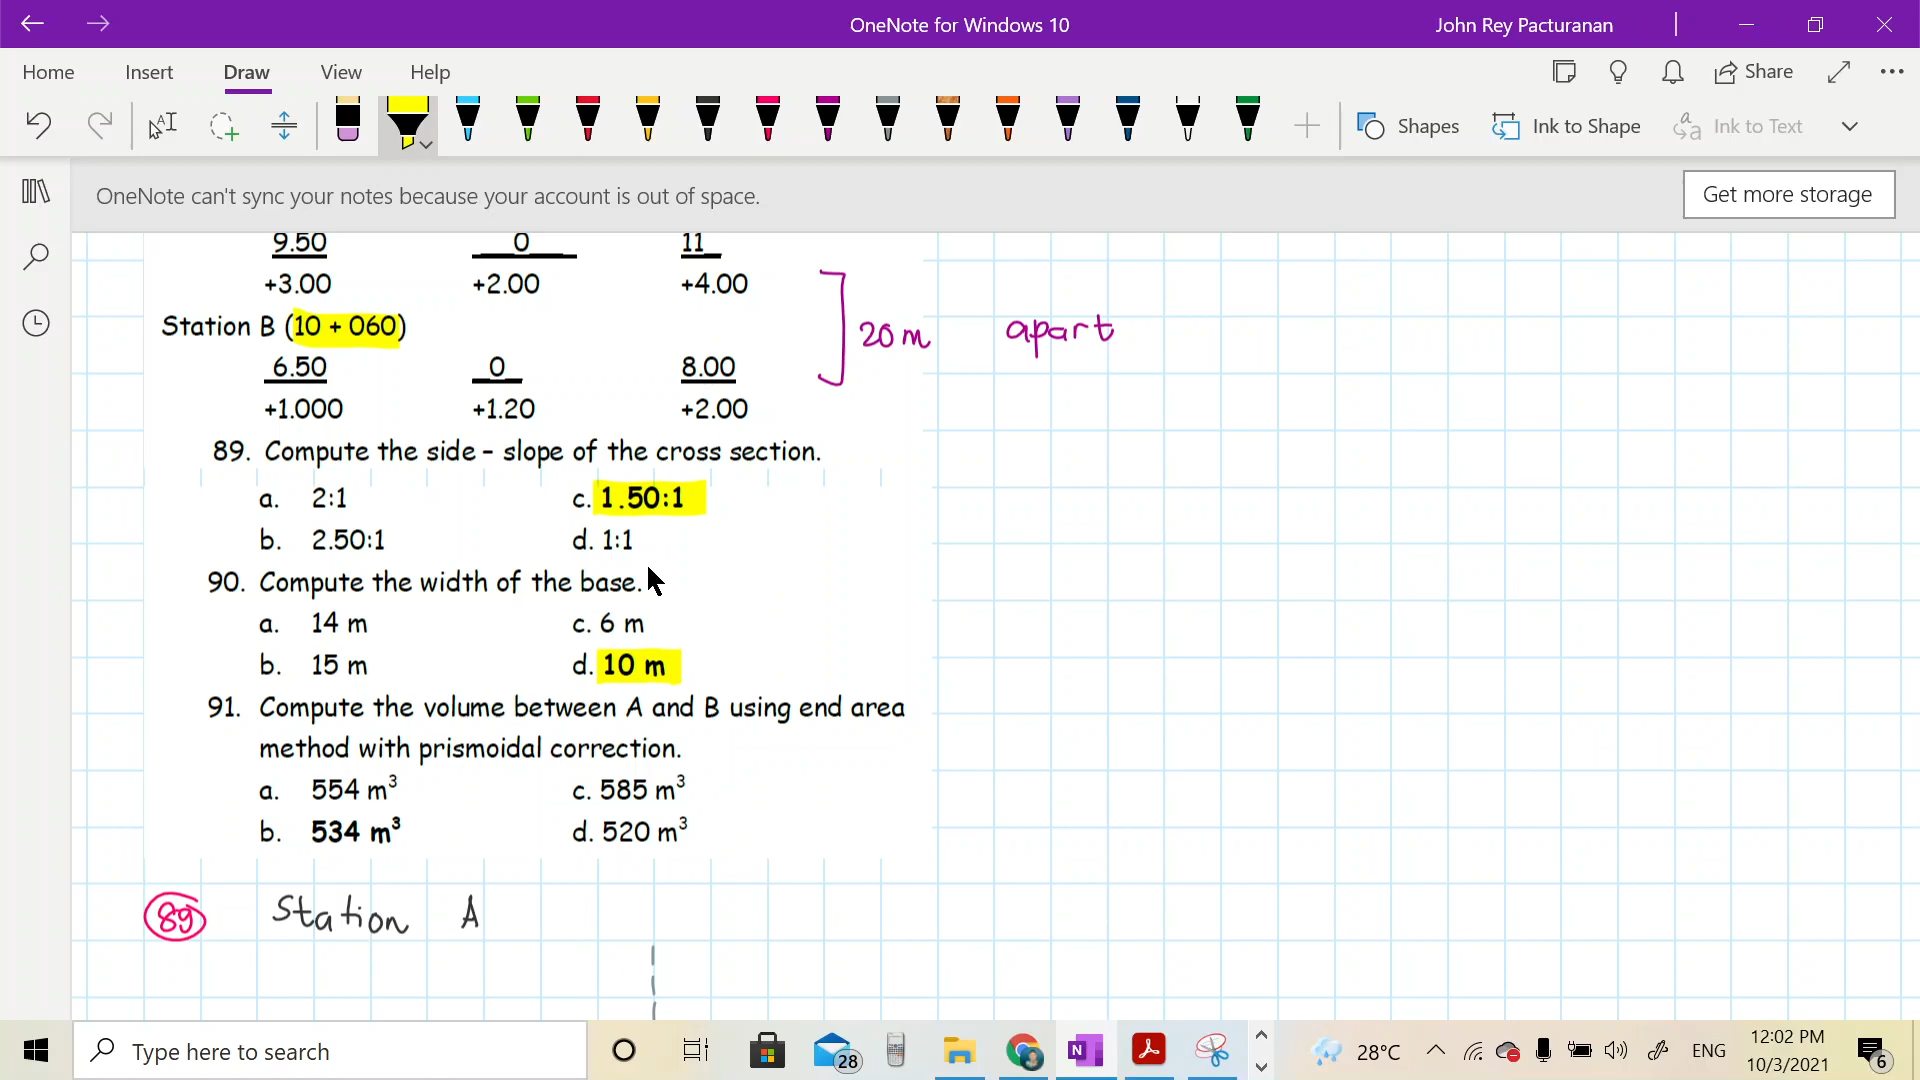 OneNote for Windows 10
John Rey Pacturanan
Home Insert Draw View Help
Share
Shapes Ink to Shape Ink to Text
OneNote can't sync your notes because your account is out of space.
Get more storage
9.50 0 11
+3.00 +2.00 +4.00
Station B (10 + 060)
20 m apart
6.50 0 8.00
+1.000 +1.20 +2.00
89. Compute the side - slope of the cross section.
a. 2:1 c. 1.50:1
b. 2.50:1 d. 1:1
90. Compute the width of the base.
a. 14 m c. 6 m
b. 15 m d. 10 m
91. Compute the volume between A and B using end area
method with prismoidal correction.
a. 554 m³ c. 585 m³
b. 534 m³ d. 520 m³
89 Station A
Type here to search
28
28°C
ENG
12:02 PM
10/3/2021
6